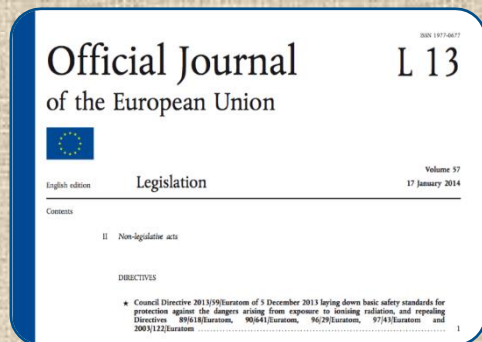 ISSN 1977-0677
Official Journal
L 13
of the European Union
Volume 57
English edition
Legislation
17 January 2014
Contents
II Non-legislative acts
DIRECTIVES
★ Council Directive 2013/59/Euratom of 5 December 2013 laying down basic safety standards for
protection against the dangers arising from exposure to ionising radiation, and repealing
Directives 89/618/Euratom, 90/641/Euratom, 96/29/Euratom, 97/43/Euratom and
2003/122/Euratom ........................................................................ 1